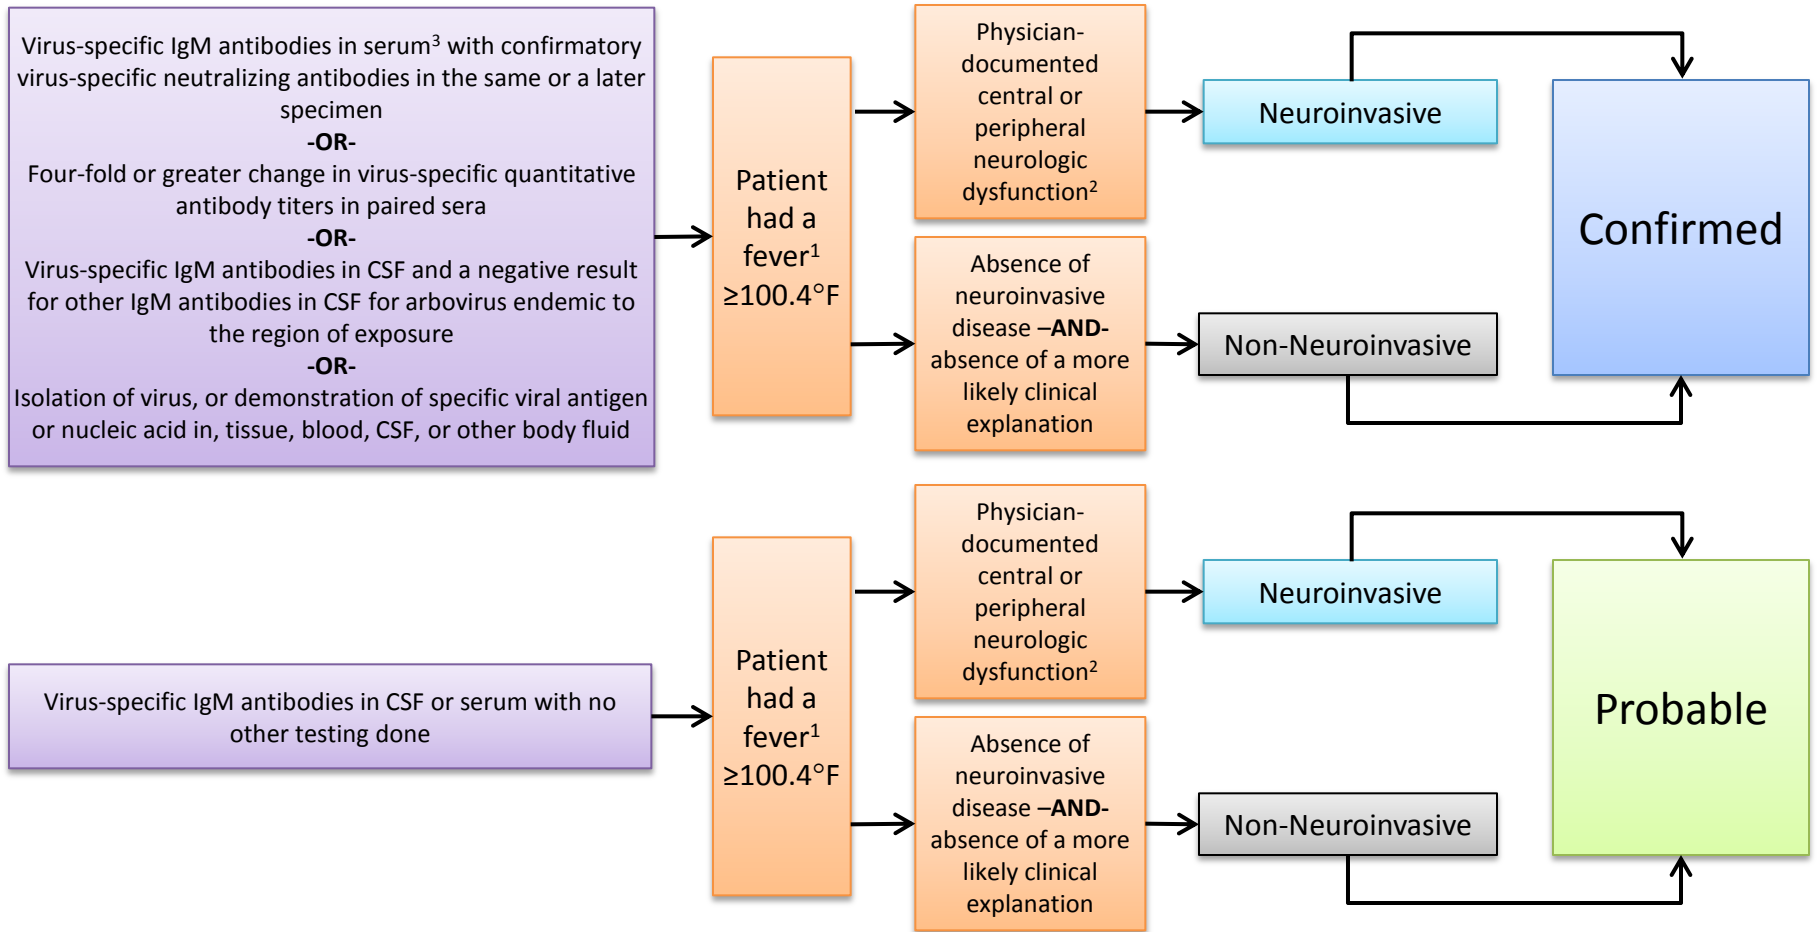 Virus-specific IgM antibodies in serum³ with confirmatory
virus-specific neutralizing antibodies in the same or a later
specimen
-OR-
Four-fold or greater change in virus-specific quantitative
antibody titers in paired sera
-OR-
Virus-specific IgM antibodies in CSF and a negative result
for other IgM antibodies in CSF for arbovirus endemic to
the region of exposure
-OR-
Isolation of virus, or demonstration of specific viral antigen
or nucleic acid in, tissue, blood, CSF, or other body fluid
Patient
had a
fever¹
≥100.4°F
Physician-
documented
central or
peripheral
neurologic
dysfunction²
Neuroinvasive
Absence of
neuroinvasive
disease –AND-
absence of a more
likely clinical
explanation
Non-Neuroinvasive
Confirmed
Virus-specific IgM antibodies in CSF or serum with no
other testing done
Patient
had a
fever¹
≥100.4°F
Physician-
documented
central or
peripheral
neurologic
dysfunction²
Neuroinvasive
Absence of
neuroinvasive
disease –AND-
absence of a more
likely clinical
explanation
Non-Neuroinvasive
Probable